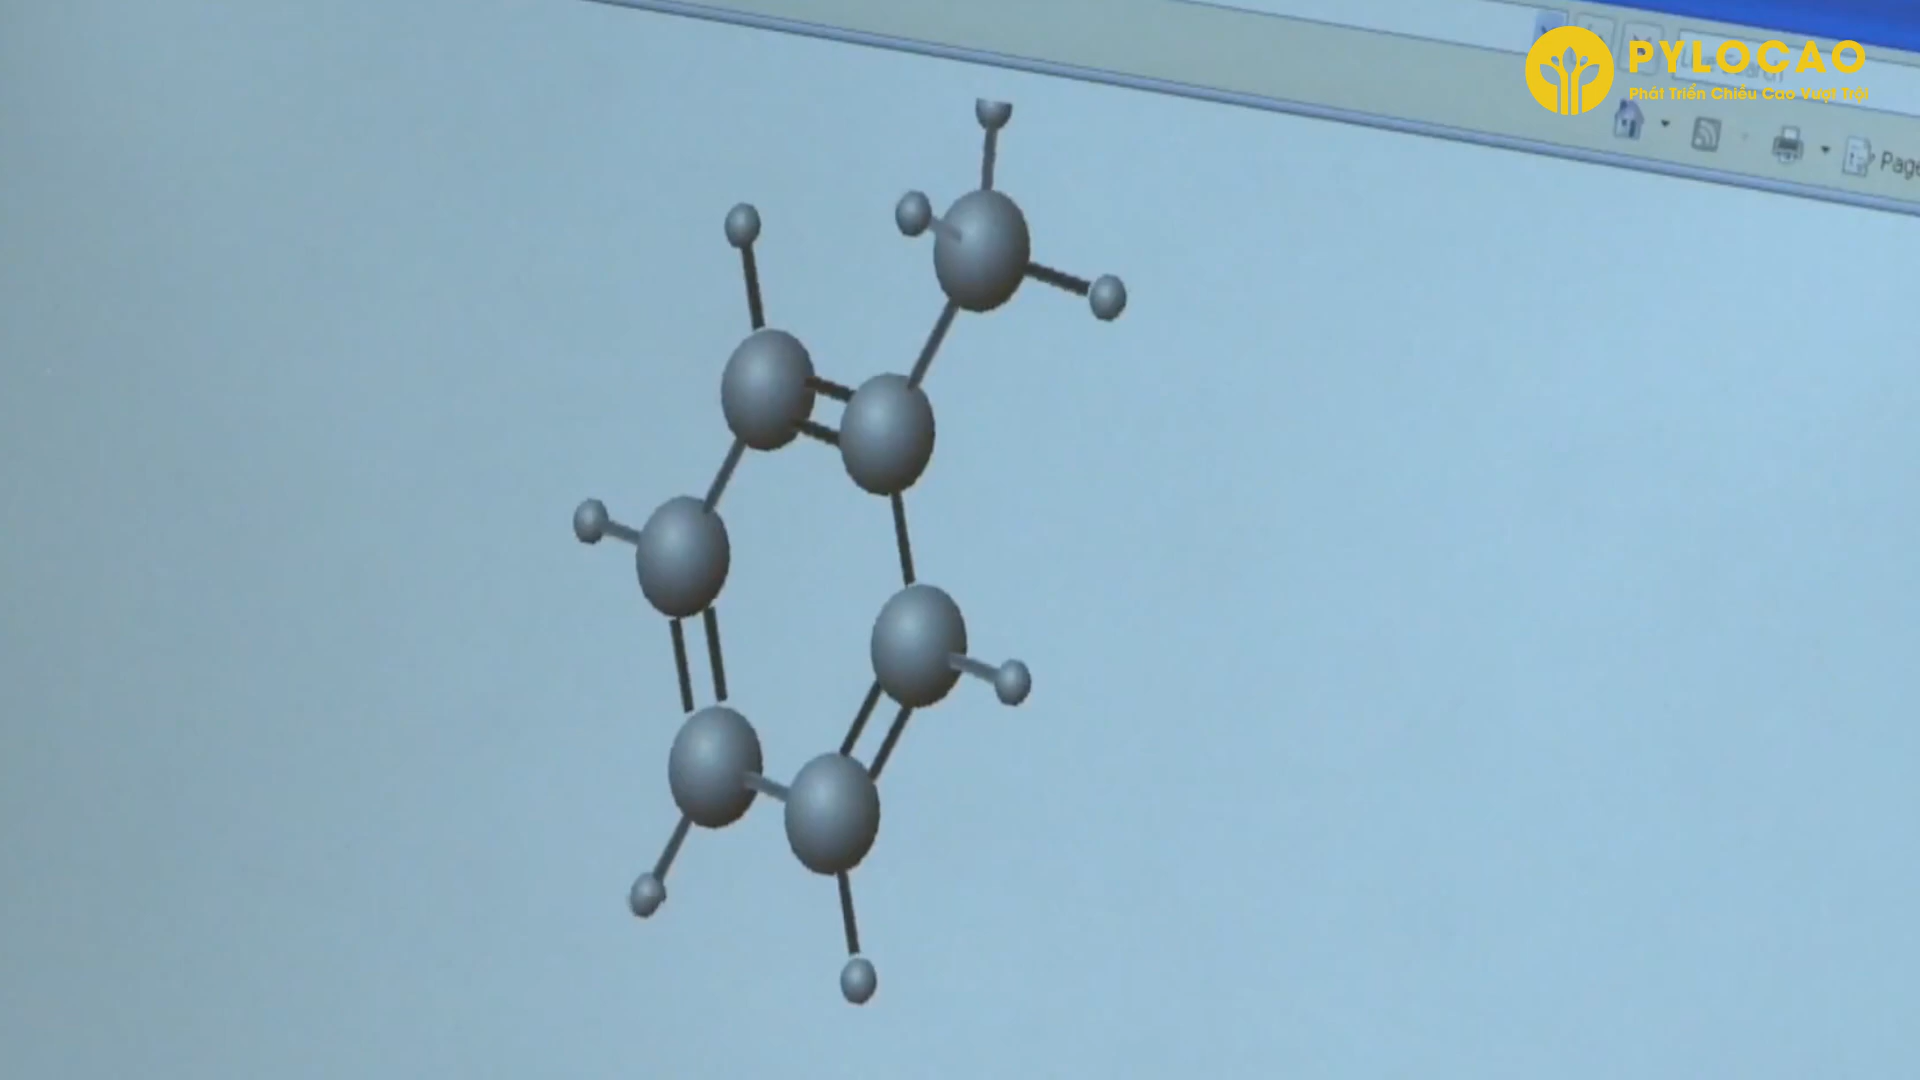 PYLOCAO
Phát Triển Chiều Cao Vượt Trội
Page